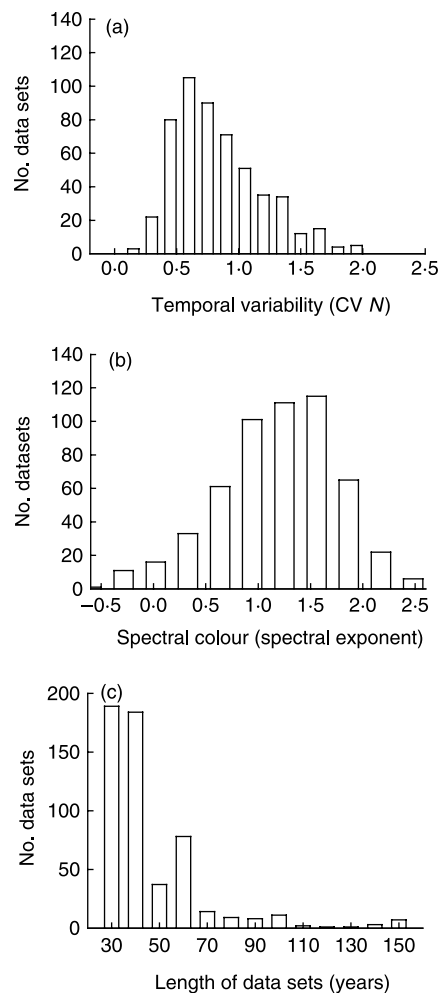 (a)
No. data sets
140
120
100
80
60
40
20
0
0·0 0·5 1·0 1·5 2·0 2·5
Temporal variability (CV N)
(b)
No. datasets
140
120
100
80
60
40
20
0
−0·5 0·0 0·5 1·0 1·5 2·0 2·5
Spectral colour (spectral exponent)
(c)
No. data sets
200
150
100
50
0
30 50 70 90 110 130 150
Length of data sets (years)